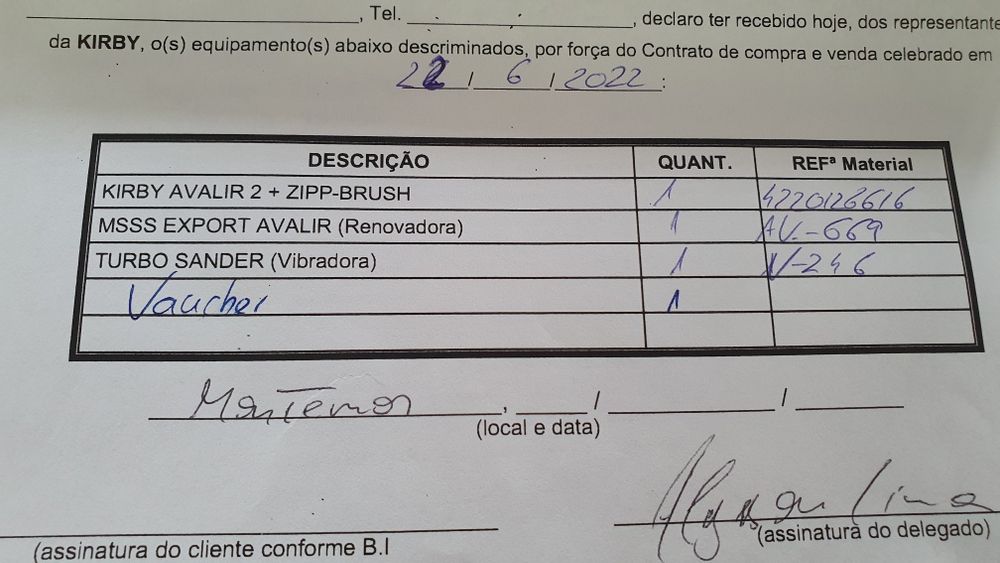 , Tel. , declaro ter recebido hoje, dos representante
da KIRBY, o(s) equipamento(s) abaixo descriminados, por força do Contrato de compra e venda celebrado em
22 / 6 / 2022 :
DESCRIÇÃO QUANT. REFª Material
KIRBY AVALIR 2 + ZIPP-BRUSH 1 4220126616
MSSS EXPORT AVALIR (Renovadora) 1 AV.-669
TURBO SANDER (Vibradora) 1 V-246
Vaucher 1
Montemor , / /
(local e data)
Lima
(assinatura do cliente conforme B.I (assinatura do delegado)